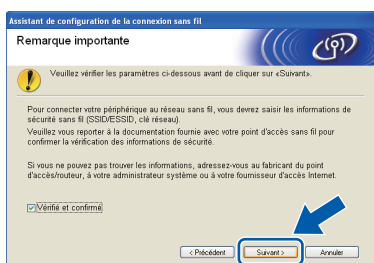 Assistant de configuration de la connexion sans fil
Remarque importante
Veuillez vérifier les paramètres ci-dessous avant de cliquer sur «Suivant».
Pour connecter votre périphérique au réseau sans fil, vous devrez saisir les informations de
sécurité sans fil (SSID/ESSID, clé réseau).
Veuillez vous reporter à la documentation fournie avec votre point d'accès sans fil pour
confirmer la vérification des informations de sécurité.
Si vous ne pouvez pas trouver les informations, adressez-vous au fabricant du point
d'accès/routeur, à votre administrateur système ou à votre fournisseur d'accès Internet.
Vérifié et confirmé
< Précédent Suivant > Annuler